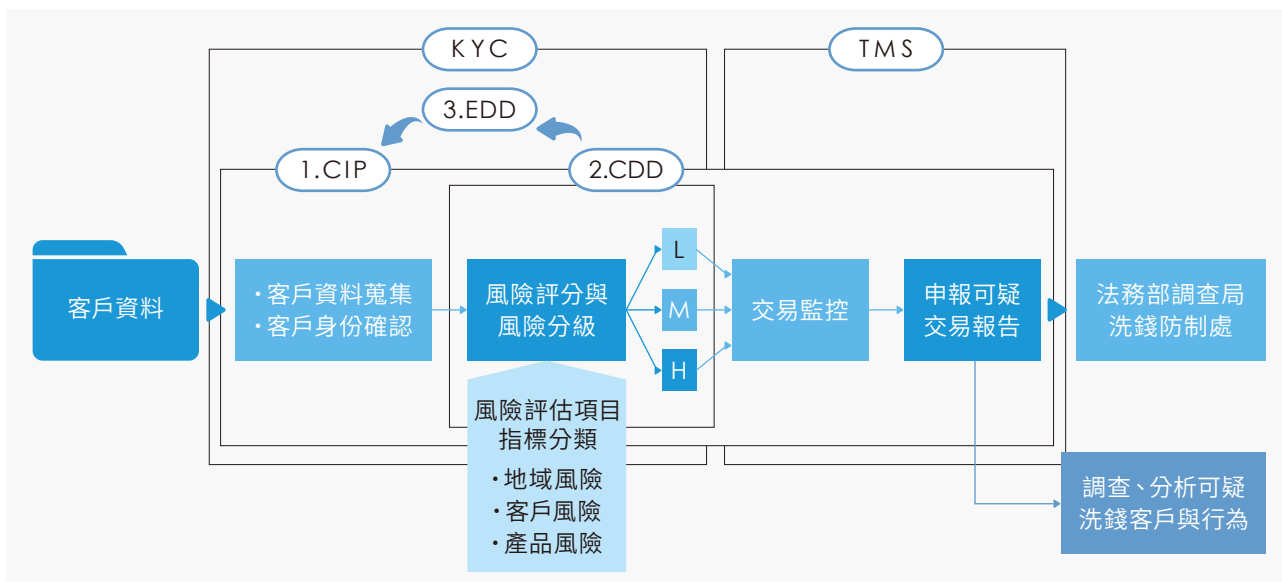 KYC
TMS
3.EDD
1.CIP
2.CDD
客戶資料
・客戶資料蒐集
・客戶身份確認
風險評分與
風險分級
L
M
H
交易監控
申報可疑
交易報告
法務部調查局
洗錢防制處
風險評估項目
指標分類
・地域風險
・客戶風險
・產品風險
調查、分析可疑
洗錢客戶與行為